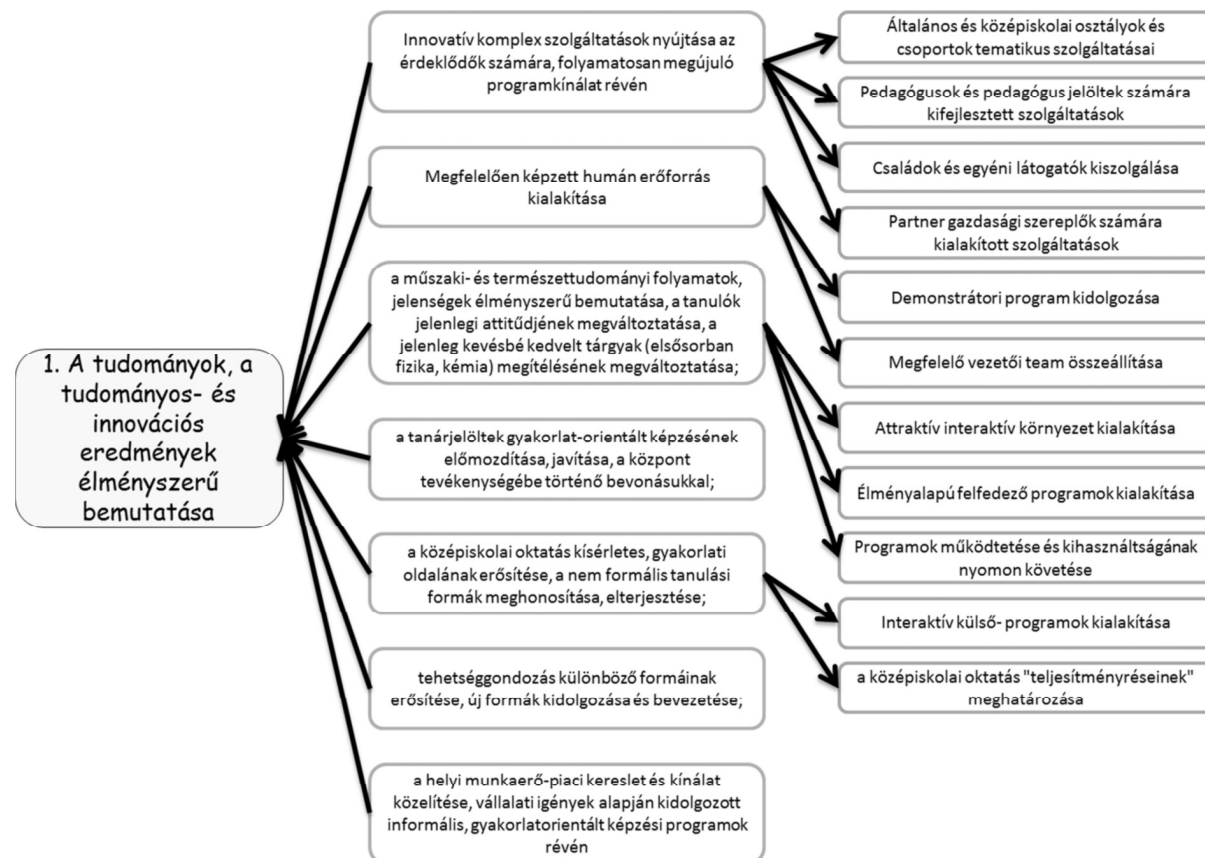 1. A tudományok, a
tudományos- és
innovációs
eredmények
élményszerű
bemutatása
Innovatív komplex szolgáltatások nyújtása az
érdeklődők számára, folyamatosan megújuló
programkínálat révén
Megfelelően képzett humán erőforrás
kialakítása
a műszaki- és természettudományi folyamatok,
jelenségek élményszerű bemutatása, a tanulók
jelenlegi attitűdjének megváltoztatása, a
jelenleg kevésbé kedvelt tárgyak (elsősorban
fizika, kémia) megítélésének megváltoztatása;
a tanárjelöltek gyakorlat-orientált képzésének
előmozdítása, javítása, a központ
tevékenységébe történő bevonásukkal;
a középiskolai oktatás kísérletes, gyakorlati
oldalának erősítése, a nem formális tanulási
formák meghonosítása, elterjesztése;
tehetséggondozás különböző formáinak
erősítése, új formák kidolgozása és bevezetése;
a helyi munkaerő-piaci kereslet és kínálat
közelítése, vállalati igények alapján kidolgozott
informális, gyakorlatorientált képzési programok
révén
Általános és középiskolai osztályok és
csoportok tematikus szolgáltatásai
Pedagógusok és pedagógus jelöltek számára
kifejlesztett szolgáltatások
Családok és egyéni látogatók kiszolgálása
Partner gazdasági szereplők számára
kialakított szolgáltatások
Demonstrátori program kidolgozása
Megfelelő vezetői team összeállítása
Attraktív interaktív környezet kialakítása
Élményalapú felfedező programok kialakítása
Programok működtetése és kihasználtságának
nyomon követése
Interaktív külső- programok kialakítása
a középiskolai oktatás "teljesítményréseinek"
meghatározása